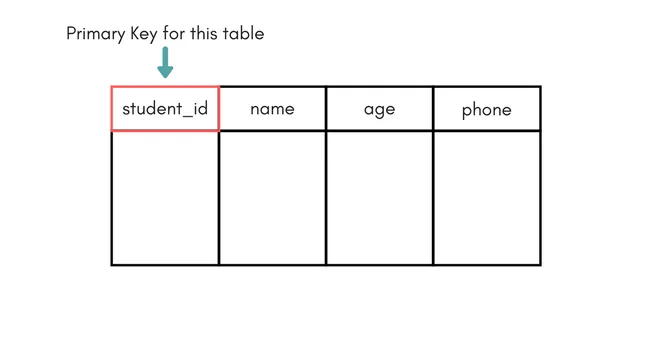 Primary Key for this table
student_id name age phone